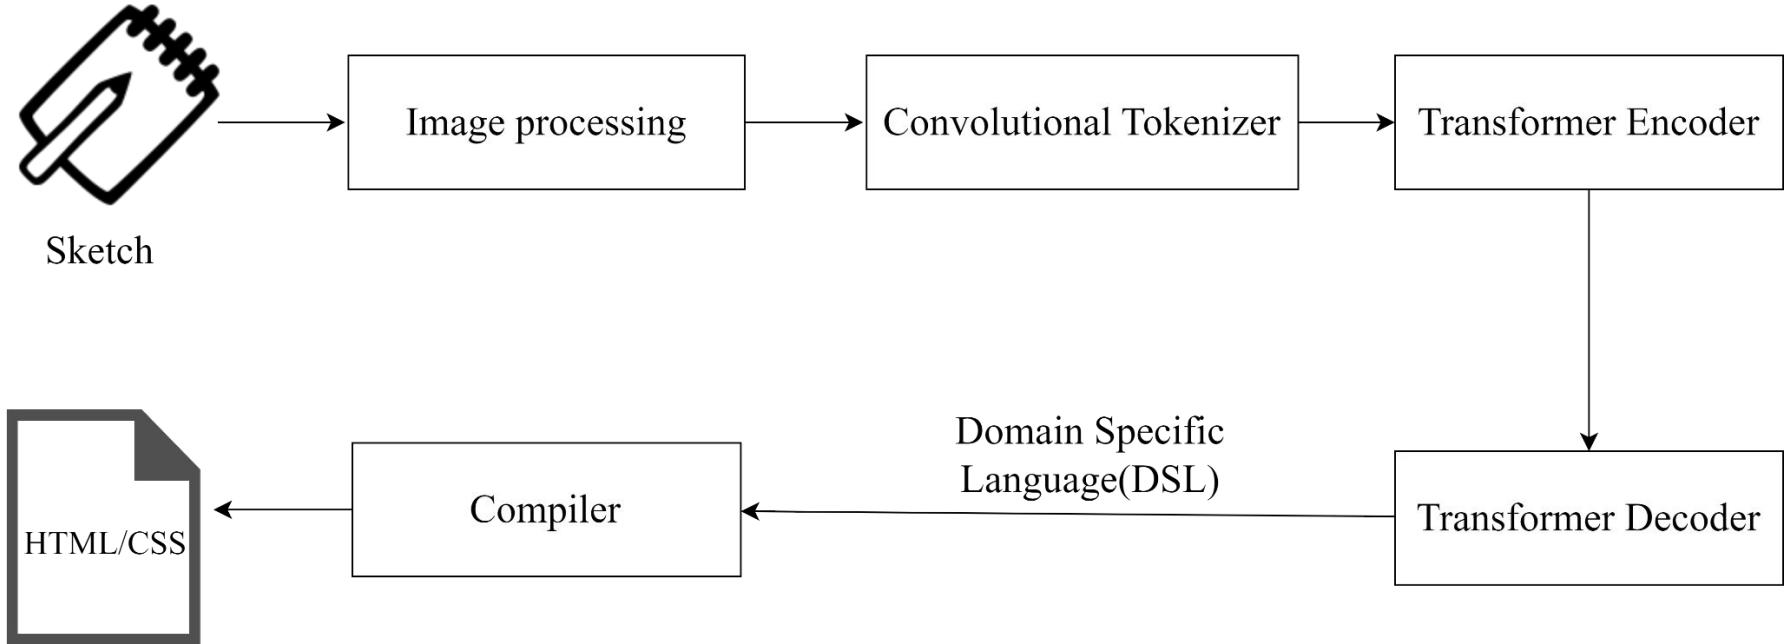 Image processing
Convolutional Tokenizer
Transformer Encoder
Sketch
Domain Specific
Language(DSL)
Transformer Decoder
Compiler
HTML/CSS